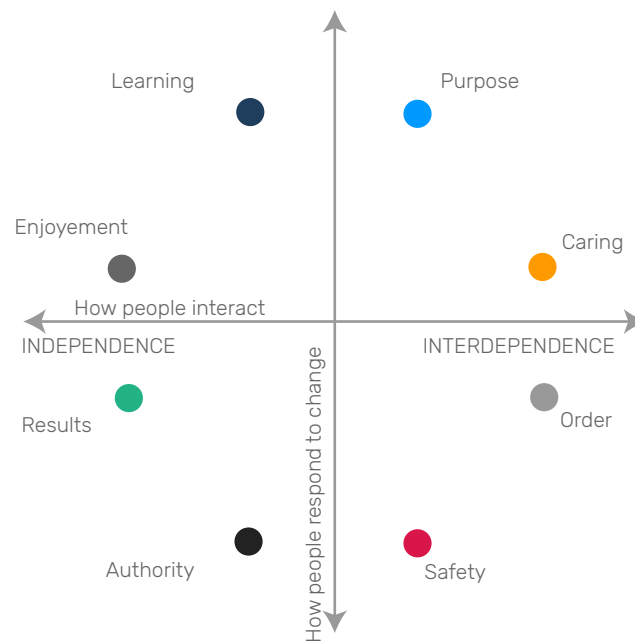 Learning
Purpose
Enjoyement
Caring
How people interact
INDEPENDENCE
INTERDEPENDENCE
How people respond to change
Results
Order
Authority
Safety